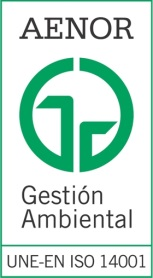 AENOR
Gestión
Ambiental
UNE-EN ISO 14001